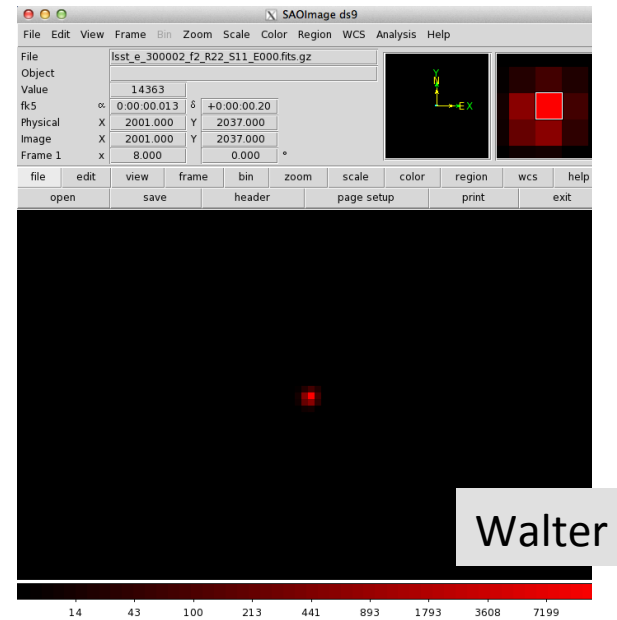 SAOImage ds9
File Edit View Frame Bin Zoom Scale Color Region WCS Analysis Help
File lsst_e_300002_f2_R22_S11_E000.fits.gz
Object
Value 14363
fk5 α 0:00:00.013 δ +0:00:00.20
Physical X 2001.000 Y 2037.000
Image X 2001.000 Y 2037.000
Frame 1 x 8.000 0.000 °
Y
N
E X
file edit view frame bin zoom scale color region wcs help
open save header page setup print exit
Walter
14 43 100 213 441 893 1793 3608 7199